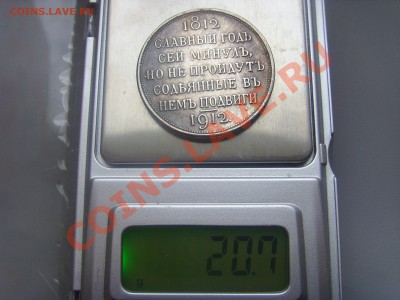 COINS.LAVE.RU
1812
СЛАВНЫЙ ГОДЪ
СЕЙ МИНУЛЪ,
НО НЕ ПРОЙДУТЪ
СОДѢЯННЫЕ ВЪ
НЕМЪ ПОДВИГИ
1912
COINS.LAVE.RU
20.7
g